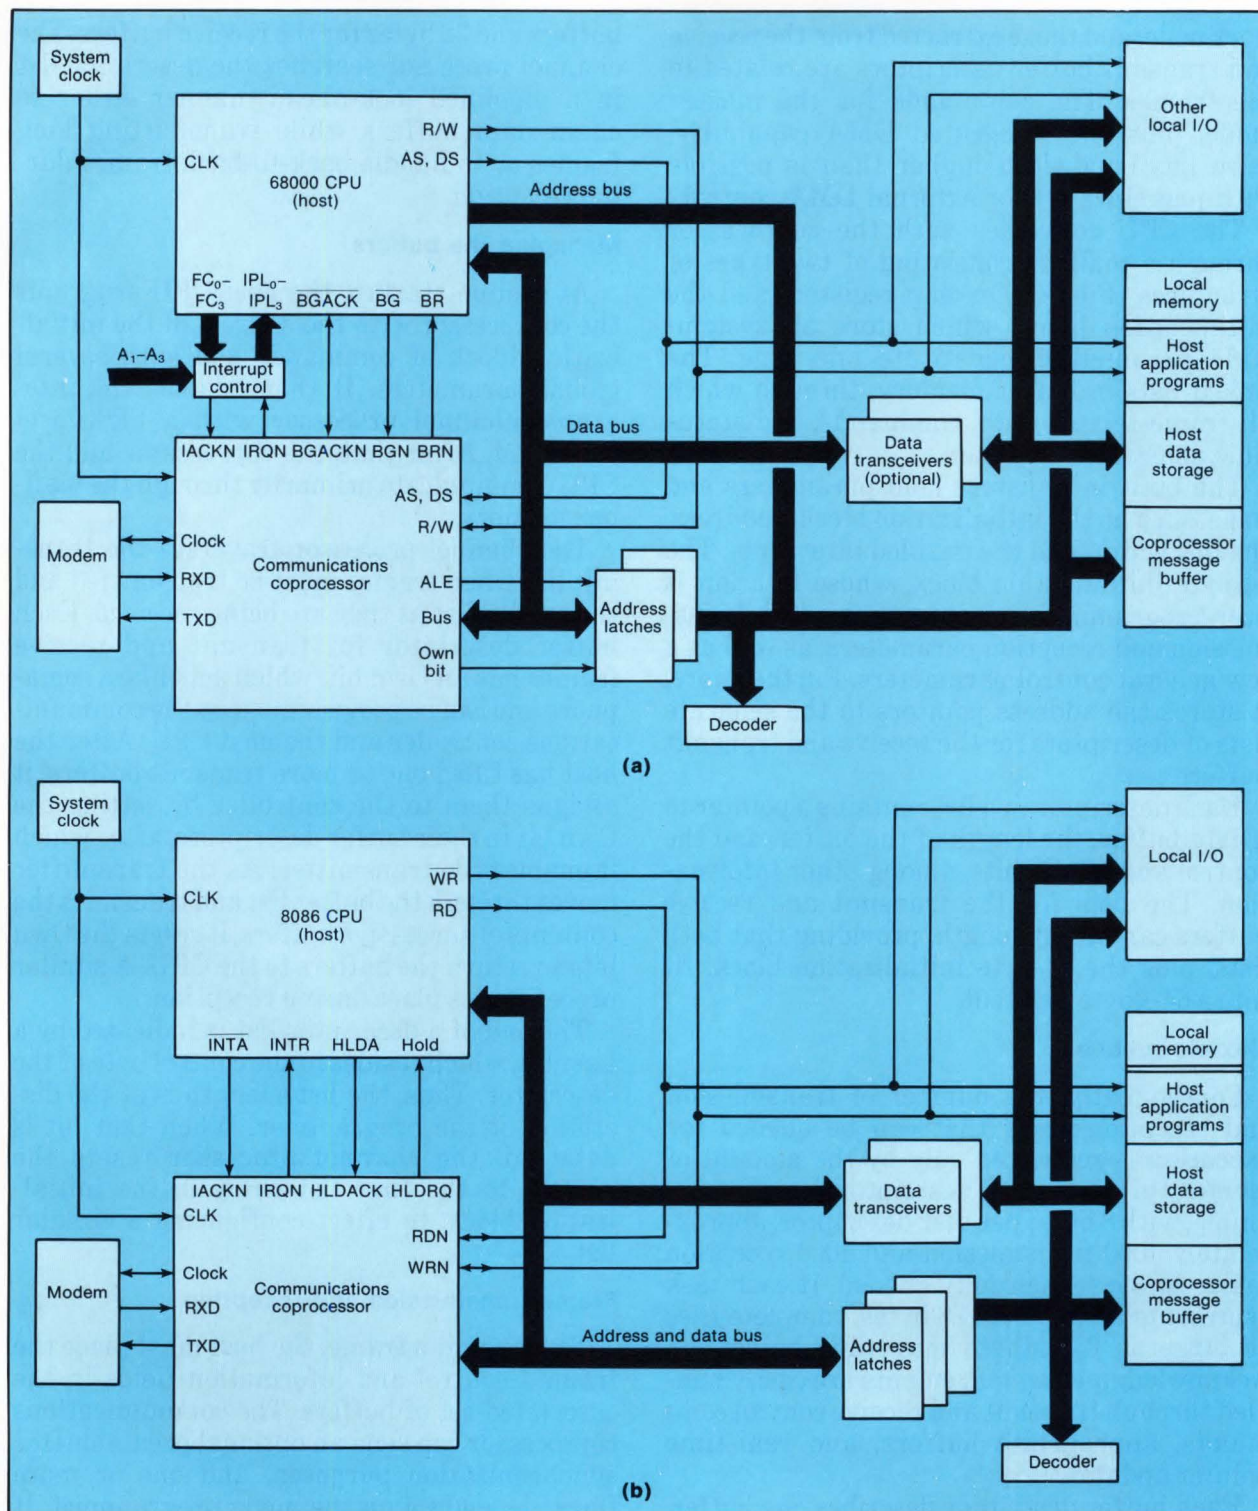 System
clock
R/W
AS, DS
CLK
68000 CPU
(host)
Address bus
Other
local I/O
FC₀–
FC₃
IPL₀–
IPL₃
BGACK
BG
BR
A₁–A₃
Interrupt
control
Local
memory
Host
application
programs
Host
data
storage
Coprocessor
message
buffer
Data bus
Data
transceivers
(optional)
IACKN
IRQN
BGACKN
BGN
BRN
AS, DS
R/W
Modem
Clock
RXD
TXD
Communications
coprocessor
ALE
Bus
Own
bit
Address
latches
Decoder
(a)
System
clock
CLK
8086 CPU
(host)
W̅R̅
R̅D̅
Local I/O
I̅N̅T̅A̅
INTR
HLDA
Hold
Local
memory
Host
application
programs
Host
data
storage
Coprocessor
message
buffer
IACKN
IRQN
HLDACK
HLDRQ
CLK
RDN
WRN
Data
transceivers
Modem
Clock
RXD
TXD
Communications
coprocessor
Address and data bus
Address
latches
Decoder
(b)